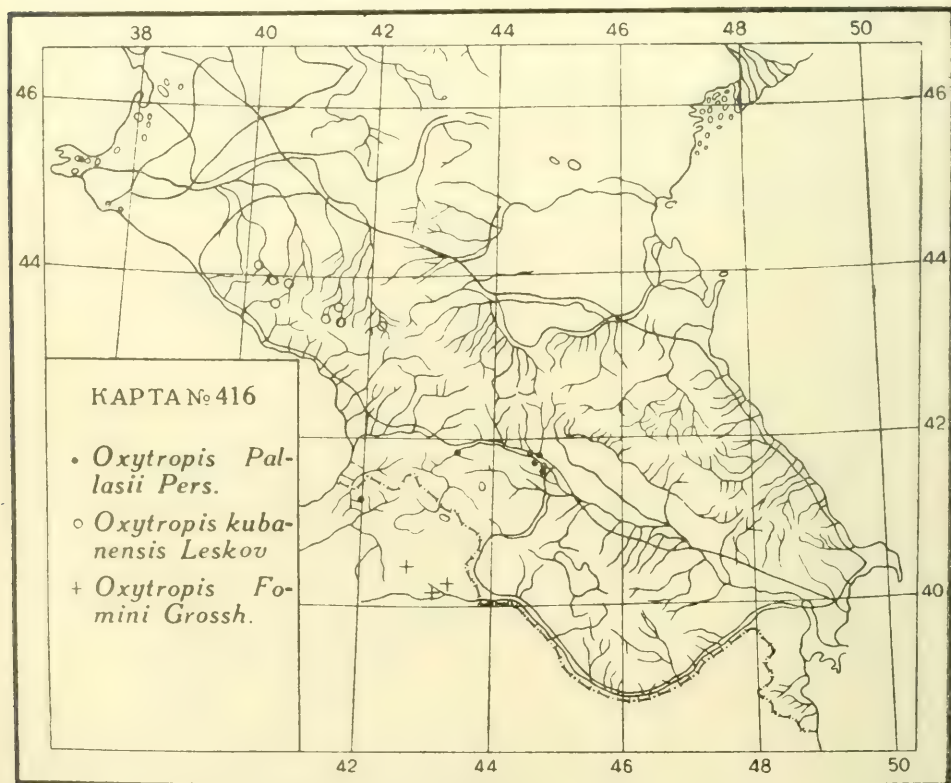 38 40 42 44 46 48 50
46 46
44 44
КАРТА № 416
• Oxytropis Pal-
lasii Pers.
○ Oxytropis kuba-
nensis Leskov
+ Oxytropis Fo-
mini Grossh.
42
40
42 44 46 48 50